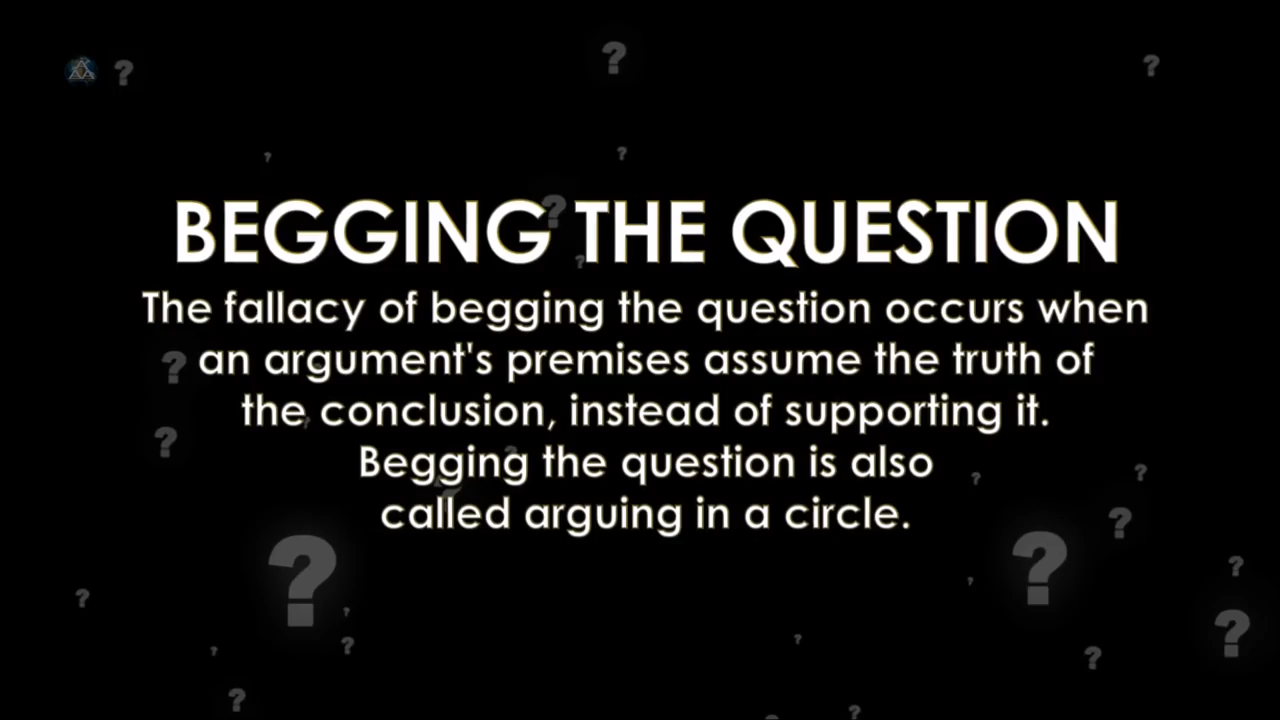 BEGGING THE QUESTION
The fallacy of begging the question occurs when
an argument's premises assume the truth of
the conclusion, instead of supporting it.
Begging the question is also
called arguing in a circle.